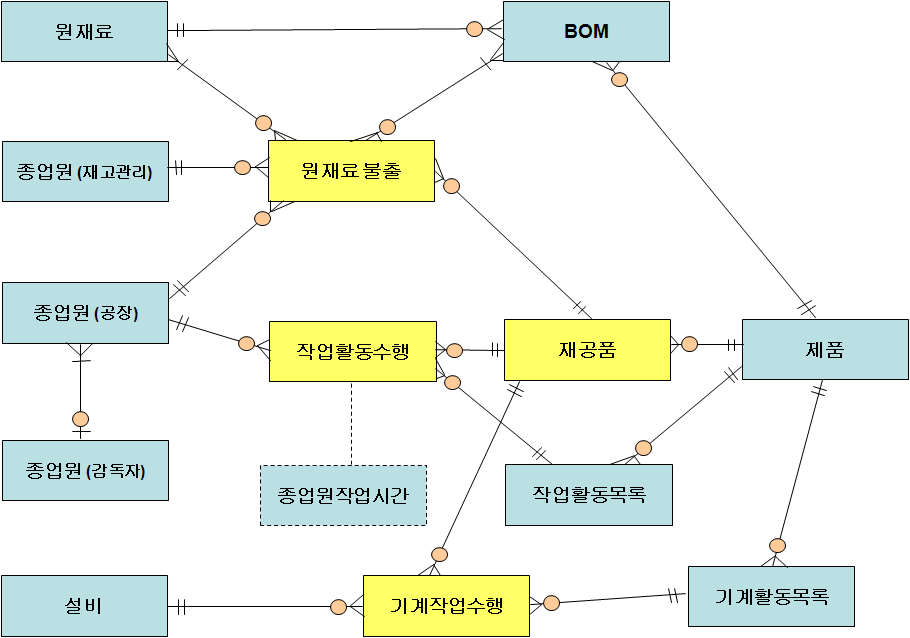 원재료
BOM
종업원 (재고관리)
원재료불출
종업원 (공장)
작업활동수행
재공품
제품
종업원 (감독자)
종업원작업시간
작업활동목록
설비
기계작업수행
기계활동목록